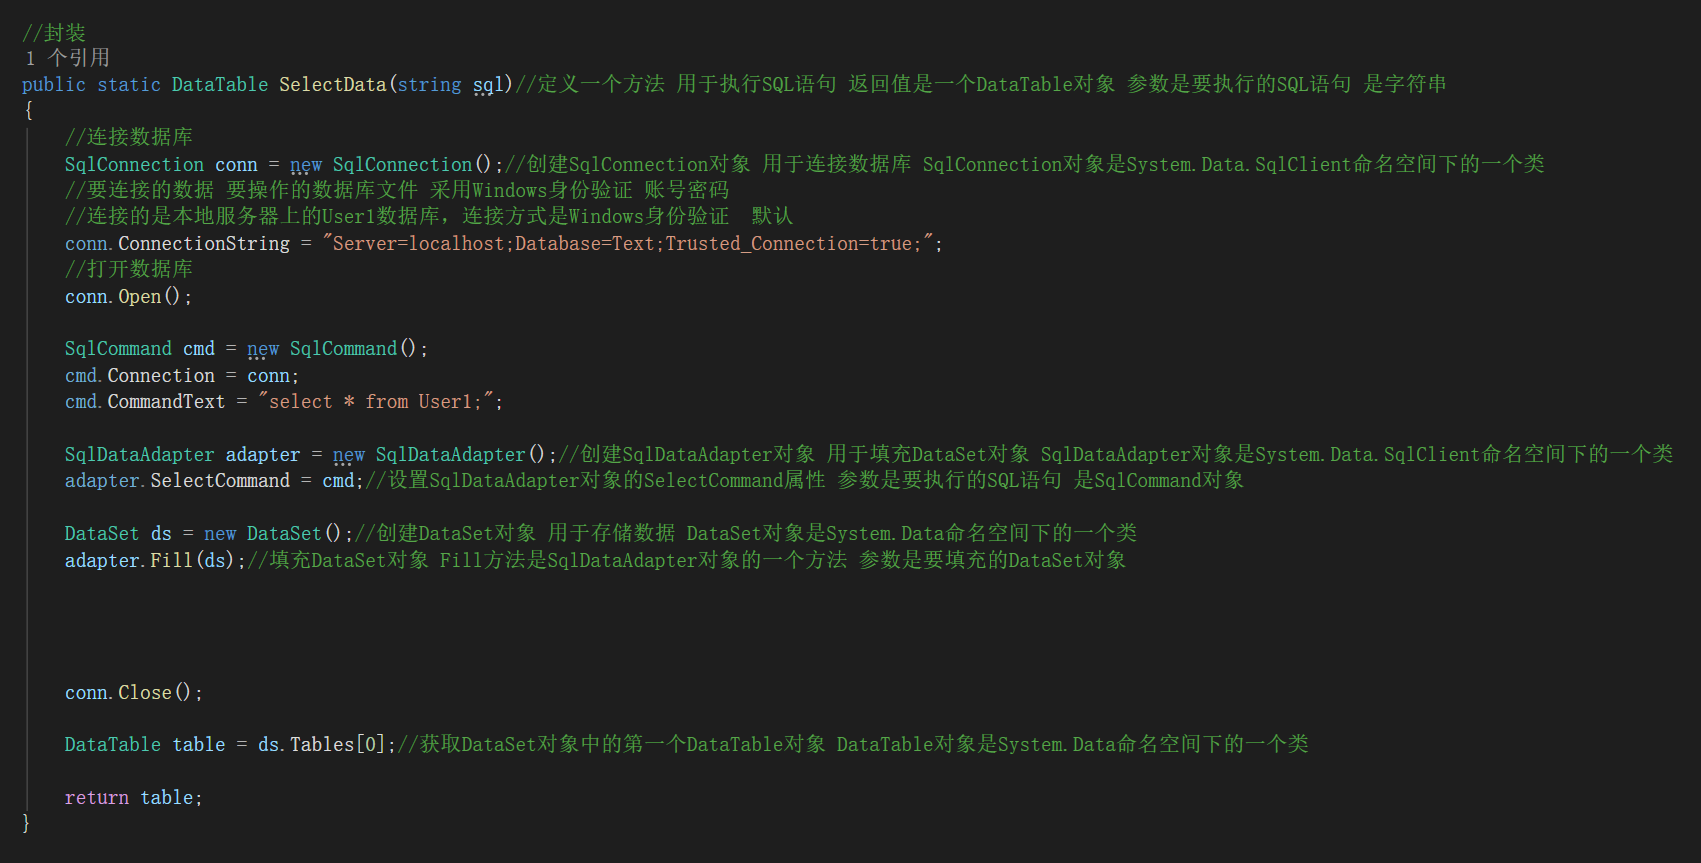 //封装
1 个引用
public static DataTable SelectData(string sql)//定义一个方法 用于执行SQL语句 返回值是一个DataTable对象 参数是要执行的SQL语句 是字符串
{
//连接数据库
SqlConnection conn = new SqlConnection();//创建SqlConnection对象 用于连接数据库 SqlConnection对象是System.Data.SqlClient命名空间下的一个类
//要连接的数据 要操作的数据库文件 采用Windows身份验证 账号密码
//连接的是本地服务器上的User1数据库，连接方式是Windows身份验证  默认
conn.ConnectionString = "Server=localhost;Database=Text;Trusted_Connection=true;";
//打开数据库
conn.Open();
SqlCommand cmd = new SqlCommand();
cmd.Connection = conn;
cmd.CommandText = "select * from User1;";
SqlDataAdapter adapter = new SqlDataAdapter();//创建SqlDataAdapter对象 用于填充DataSet对象 SqlDataAdapter对象是System.Data.SqlClient命名空间下的一个类
adapter.SelectCommand = cmd;//设置SqlDataAdapter对象的SelectCommand属性 参数是要执行的SQL语句 是SqlCommand对象
DataSet ds = new DataSet();//创建DataSet对象 用于存储数据 DataSet对象是System.Data命名空间下的一个类
adapter.Fill(ds);//填充DataSet对象 Fill方法是SqlDataAdapter对象的一个方法 参数是要填充的DataSet对象
conn.Close();
DataTable table = ds.Tables[0];//获取DataSet对象中的第一个DataTable对象 DataTable对象是System.Data命名空间下的一个类
return table;
}